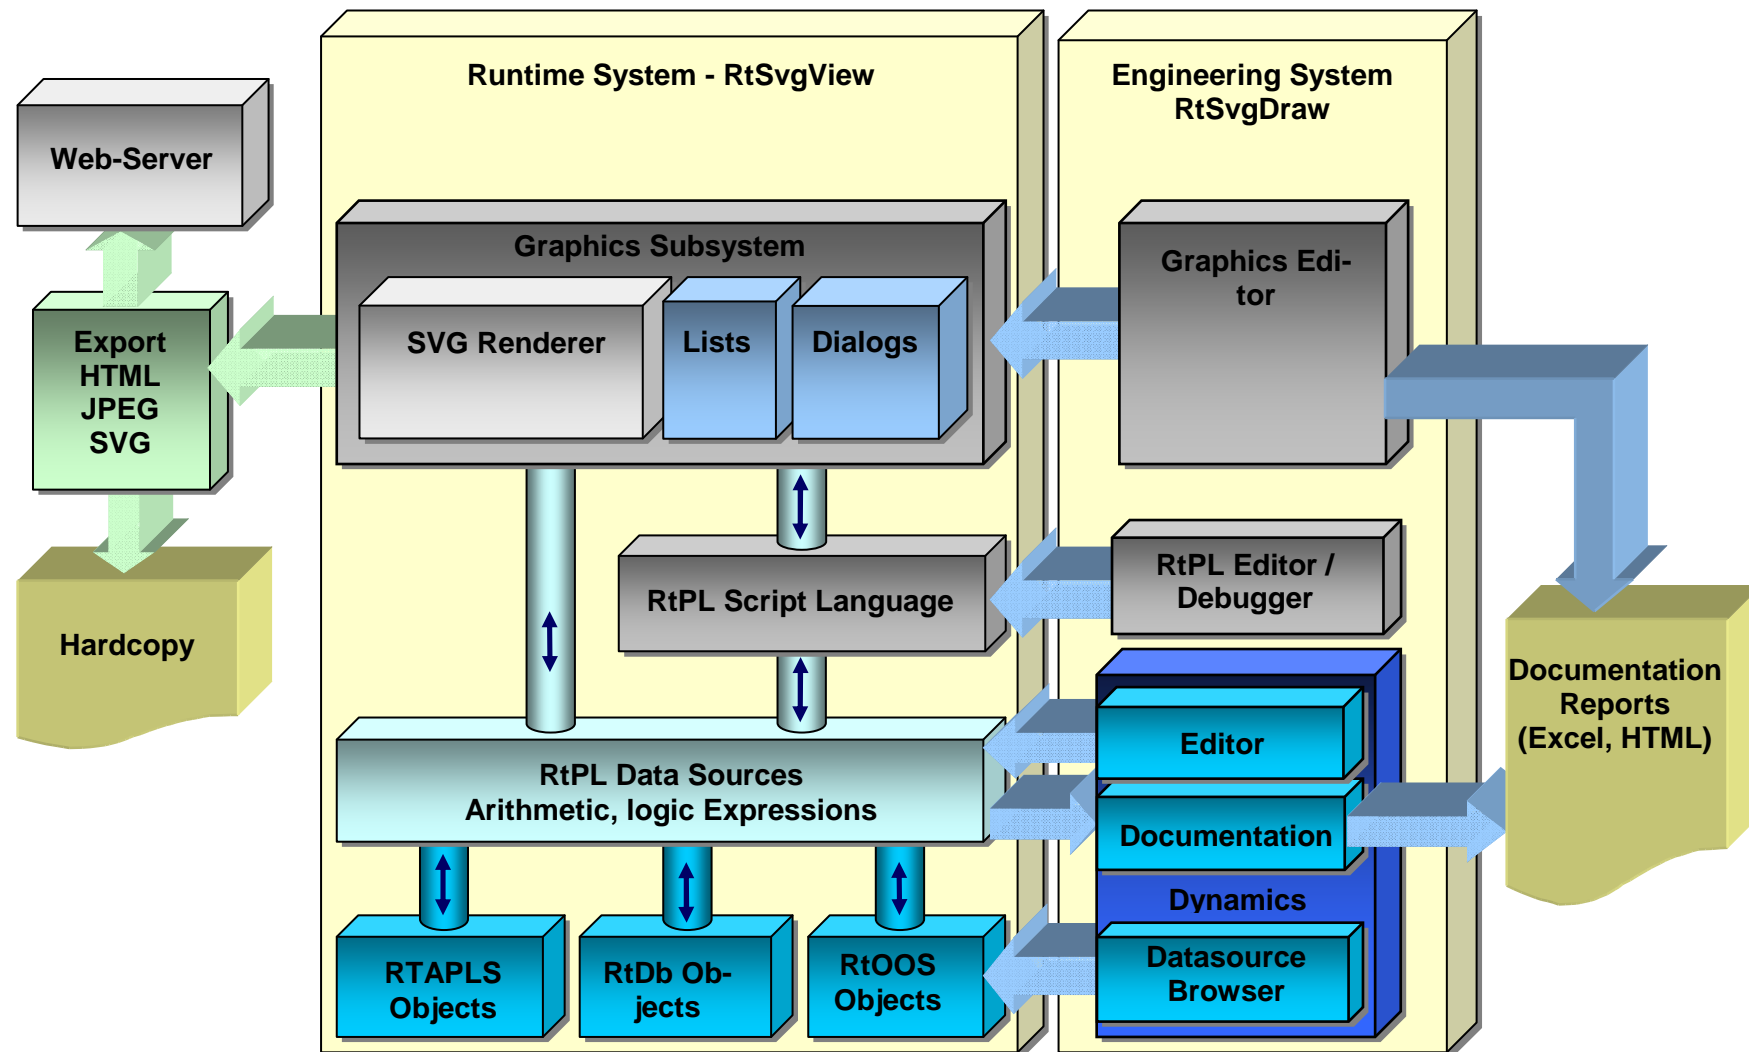 Runtime System - RtSvgView
Engineering System
RtSvgDraw
Web-Server
Graphics Subsystem
Graphics Edi-
tor
SVG Renderer
Lists
Dialogs
Export
HTML
JPEG
SVG
RtPL Script Language
RtPL Editor /
Debugger
Hardcopy
Documentation
Reports
(Excel, HTML)
Editor
RtPL Data Sources
Arithmetic, logic Expressions
Documentation
Dynamics
RTAPLS
Objects
RtDb Ob-
jects
RtOOS
Objects
Datasource
Browser